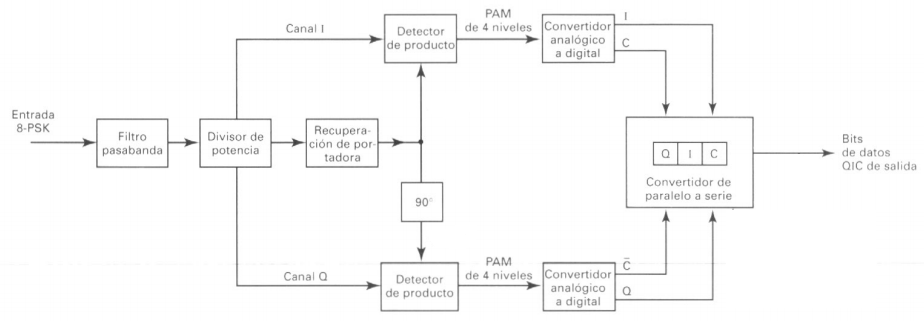 PAM
de 4 niveles
Canal I
Detector
de producto
Convertidor
analógico
a digital
I
C
Entrada
8-PSK
Filtro
pasabanda
Divisor de
potencia
Recupera-
ción de por-
tadora
Q I C
Convertidor de
paralelo a serie
Bits
de datos
QIC de salida
90°
Canal Q
Detector
de producto
PAM
de 4 niveles
Convertidor
analógico
a digital
C̅
Q